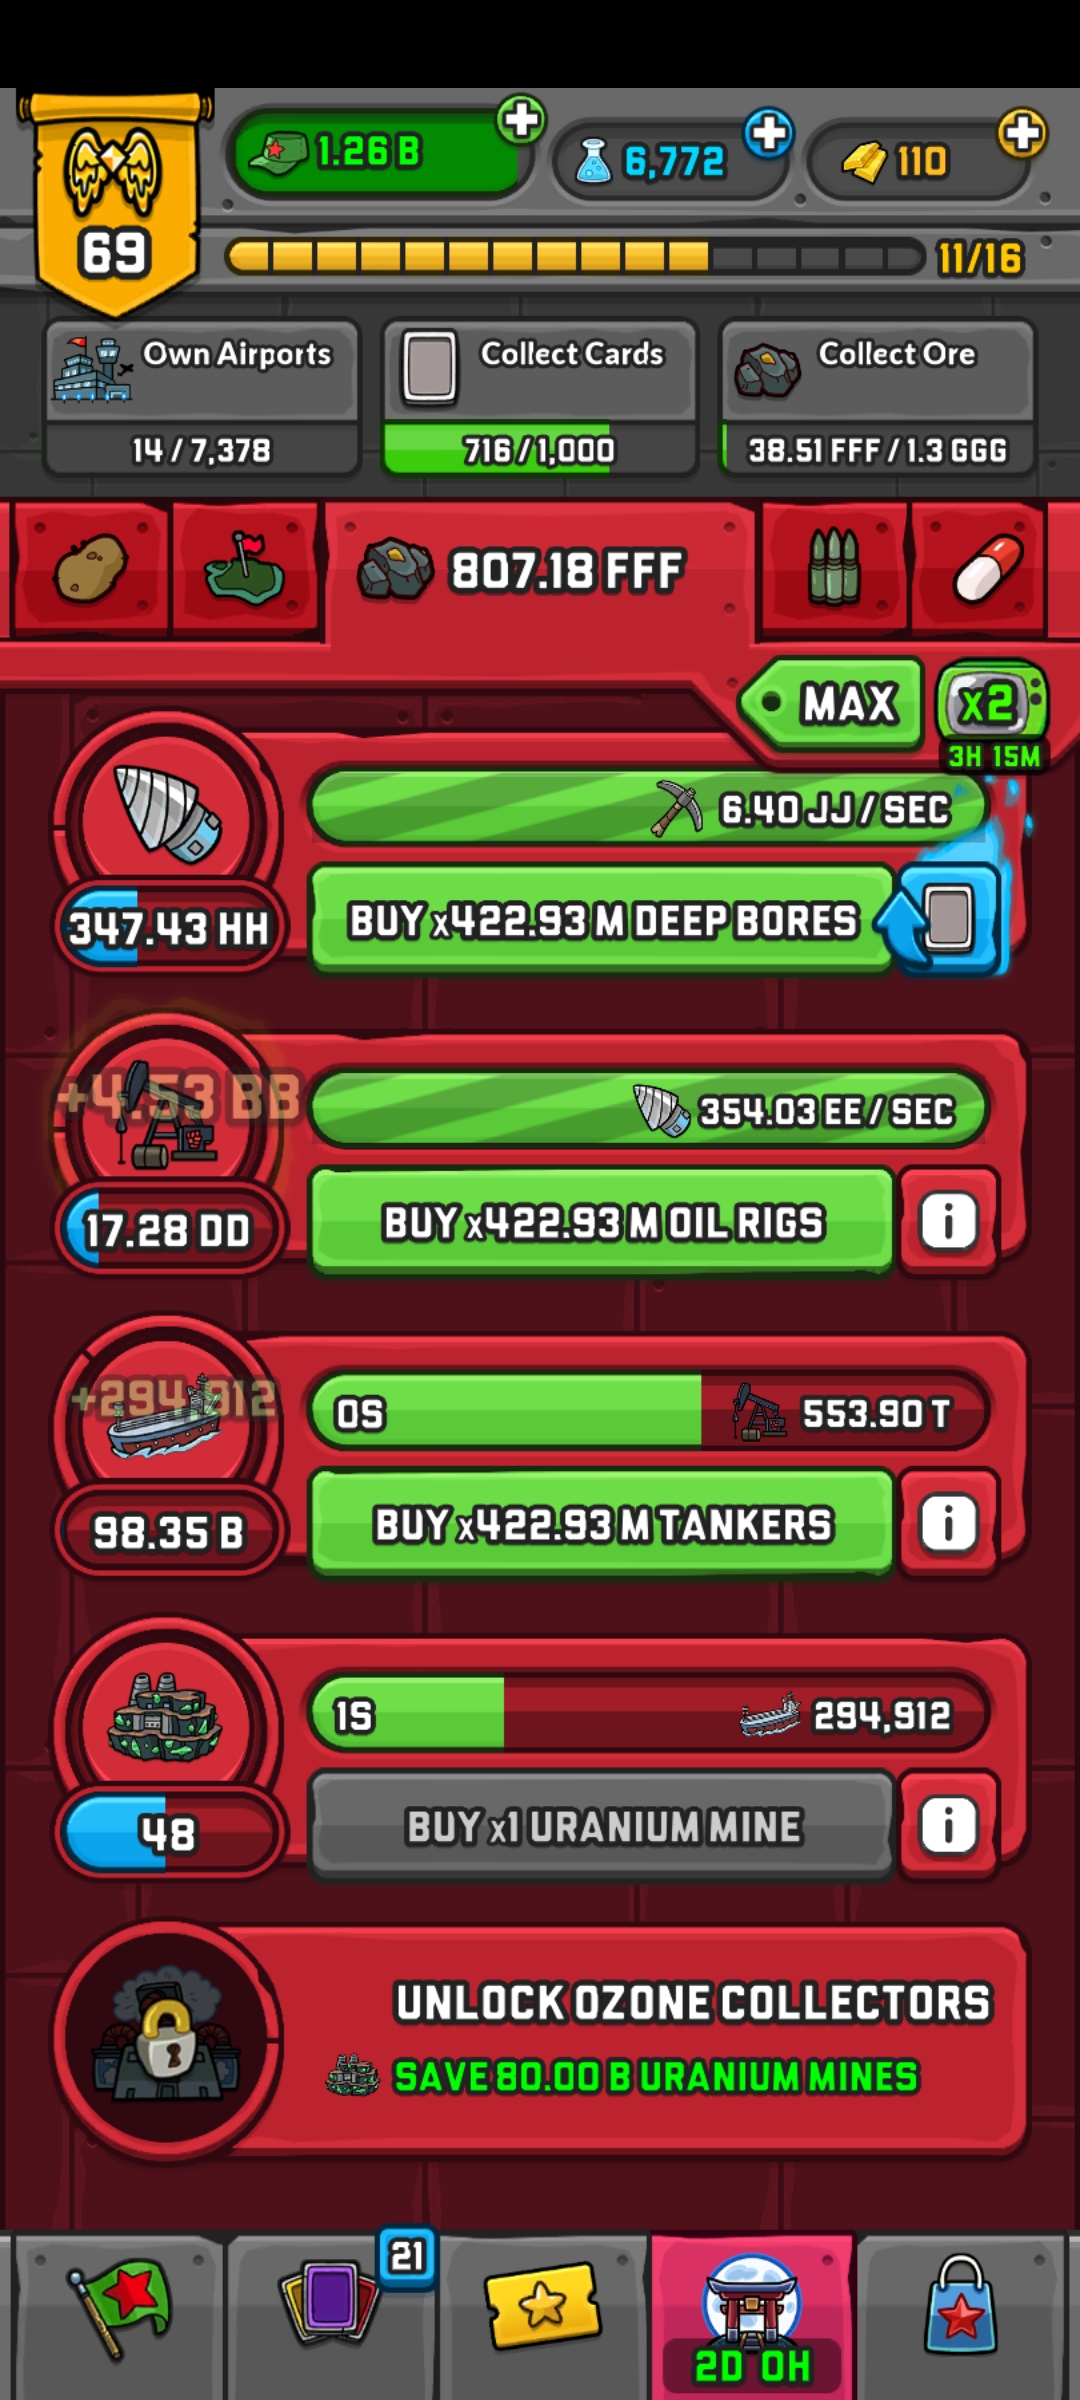 69
1.26 B
6,772
110
11/16
Own Airports
14 / 7,378
Collect Cards
716 / 1,000
Collect Ore
38.51 FFF / 1.3 GGG
807.18 FFF
MAX
x2
3H 15M
6.40 JJ / SEC
347.43 HH
BUY x422.93 M DEEP BORES
+4.53 BB
354.03 EE / SEC
17.28 DD
BUY x422.93 M OIL RIGS
i
+294,912
0S
553.90 T
98.35 B
BUY x422.93 M TANKERS
i
1S
294,912
48
BUY x1 URANIUM MINE
i
UNLOCK OZONE COLLECTORS
SAVE 80.00 B URANIUM MINES
21
2D 0H